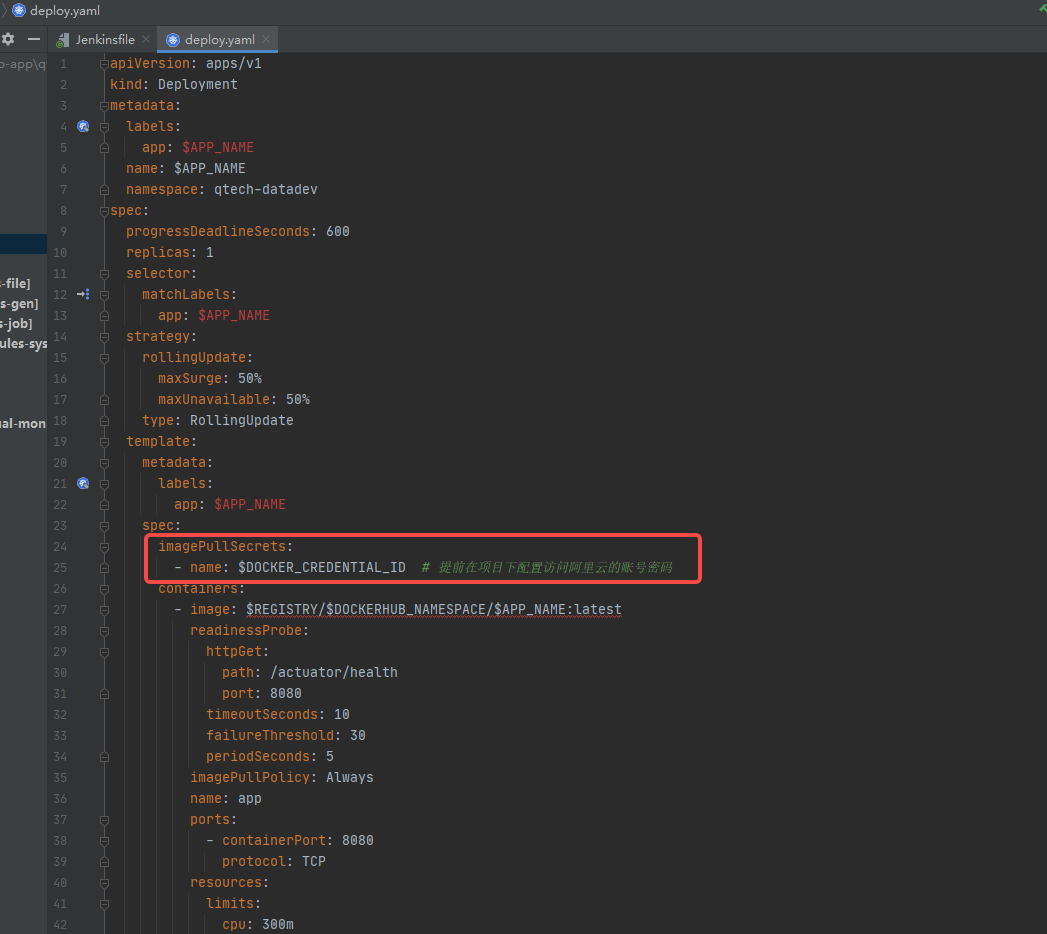 deploy.yaml
Jenkinsfile
deploy.yaml
1 apiVersion: apps/v1
2 kind: Deployment
3 metadata:
4   labels:
5     app: $APP_NAME
6   name: $APP_NAME
7   namespace: qtech-datadev
8 spec:
9   progressDeadlineSeconds: 600
10   replicas: 1
11   selector:
12     matchLabels:
13       app: $APP_NAME
14   strategy:
15     rollingUpdate:
16       maxSurge: 50%
17       maxUnavailable: 50%
18     type: RollingUpdate
19   template:
20     metadata:
21       labels:
22         app: $APP_NAME
23     spec:
24       imagePullSecrets:
25         - name: $DOCKER_CREDENTIAL_ID  # 提前在项目下配置访问阿里云的账号密码
26       containers:
27         - image: $REGISTRY/$DOCKERHUB_NAMESPACE/$APP_NAME:latest
28           readinessProbe:
29             httpGet:
30               path: /actuator/health
31               port: 8080
32             timeoutSeconds: 10
33             failureThreshold: 30
34             periodSeconds: 5
35           imagePullPolicy: Always
36           name: app
37           ports:
38             - containerPort: 8080
39               protocol: TCP
40           resources:
41             limits:
42               cpu: 300m
o-app\q
s-file]
s-gen]
s-job]
ules-sys
ual-mon